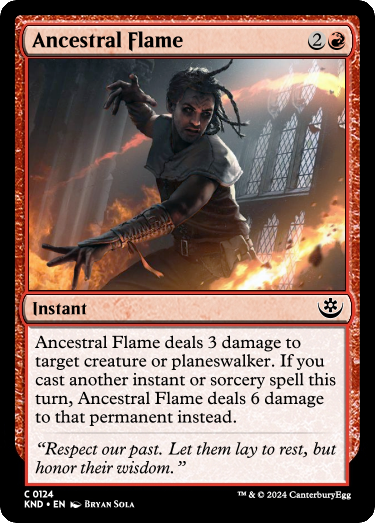 Ancestral Flame 2
Instant
Ancestral Flame deals 3 damage to
target creature or planeswalker. If you
cast another instant or sorcery spell this
turn, Ancestral Flame deals 6 damage
to that permanent instead.
“Respect our past. Let them lay to rest, but
honor their wisdom.”
C 0124
KND • EN Bryan Sola
™ & © 2024 CanterburyEgg